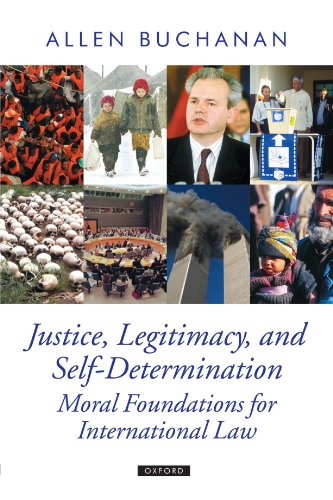 ALLEN BUCHANAN
Justice, Legitimacy, and
Self-Determination
Moral Foundations for
International Law
OXFORD